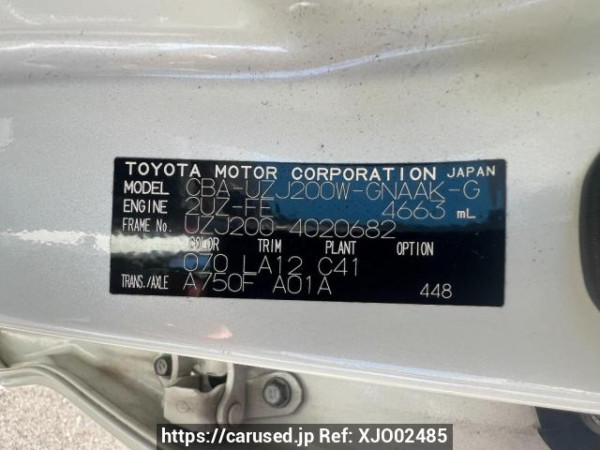 TOYOTA MOTOR CORPORATION JAPAN
MODEL CBA-UZJ200W-GNAAK-G
ENGINE 2UZ-FE 4663 mL
FRAME No. UZJ200-4020682
COLOR TRIM PLANT OPTION
070 LA12 C41
TRANS./AXLE A750F A01A 448
https://carused.jp Ref: XJO02485